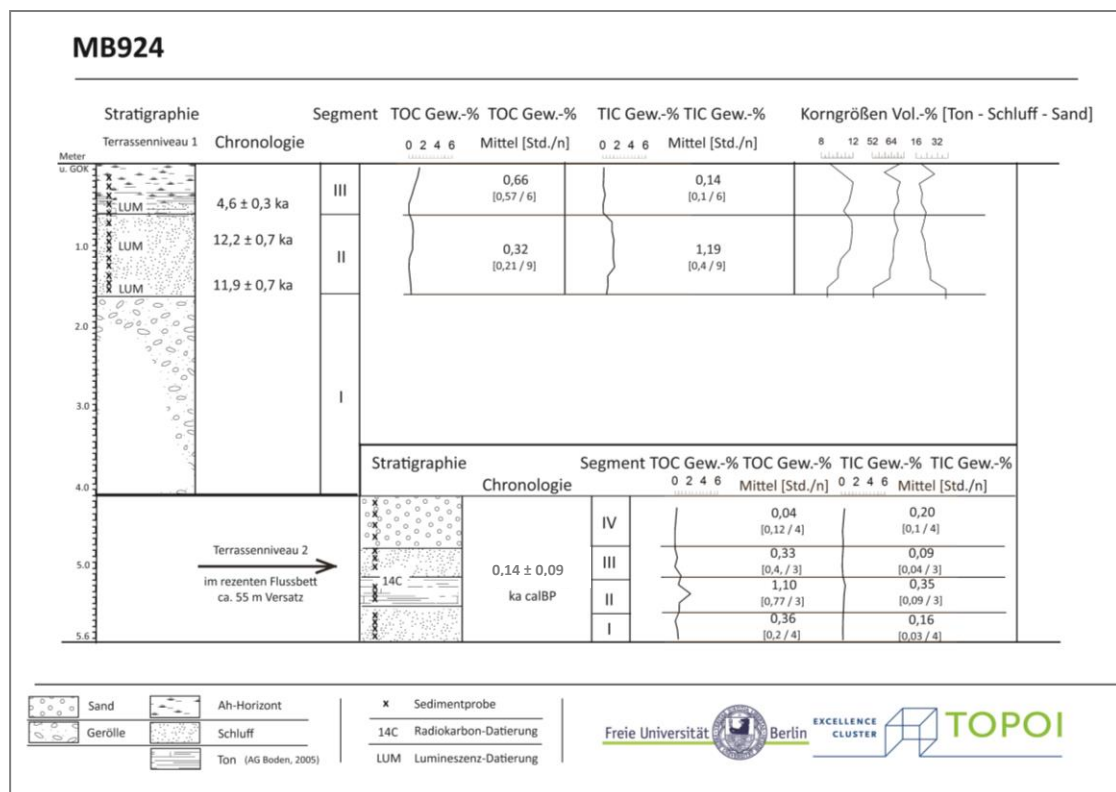 MB924
Stratigraphie
Terrassenniveau 1
Chronologie
Segment
TOC Gew.-% TOC Gew.-%
0 2 4 6
Mittel [Std./n]
TIC Gew.-% TIC Gew.-%
0 2 4 6
Mittel [Std./n]
Korngrößen Vol.-% [Ton - Schluff - Sand]
8 12 52 64 16 32
Meter
u. GOK
1.0
2.0
3.0
4.0
5.0
5.6
LUM
LUM
LUM
4,6 ± 0,3 ka
12,2 ± 0,7 ka
11,9 ± 0,7 ka
III
II
I
0,66
[0,57 / 6]
0,32
[0,21 / 9]
0,14
[0,1 / 6]
1,19
[0,4 / 9]
Terrassenniveau 2
im rezenten Flussbett
ca. 55 m Versatz
Stratigraphie
Chronologie
Segment TOC Gew.-% TOC Gew.-% TIC Gew.-% TIC Gew.-%
0 2 4 6 Mittel [Std./n] 0 2 4 6 Mittel [Std./n]
14C
0,14 ± 0,09
ka calBP
IV
0,04
[0,12 / 4]
0,20
[0,1 / 4]
III
0,33
[0,4, / 3]
0,09
[0,04 / 3]
II
1,10
[0,77 / 3]
0,35
[0,09 / 3]
I
0,36
[0,2 / 4]
0,16
[0,03 / 4]
Sand
Gerölle
Ah-Horizont
Schluff
Ton (AG Boden, 2005)
x Sedimentprobe
14C Radiokarbon-Datierung
LUM Lumineszenz-Datierung
Freie Universität Berlin
EXCELLENCE
CLUSTER
TOPOI